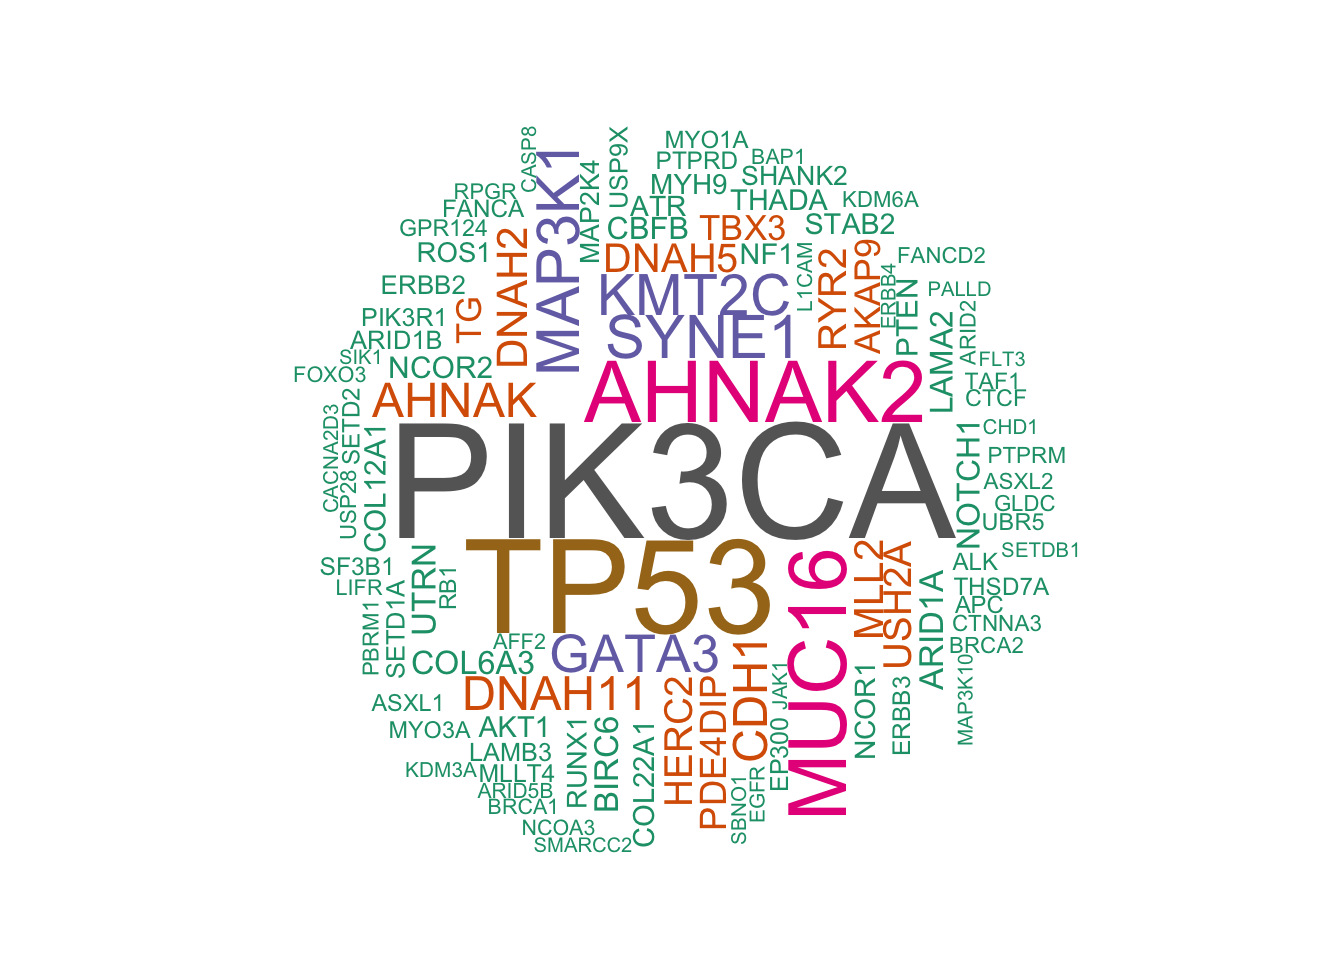 CASP8
USP9X
MYO1A
MAP3K1
MAP2K4
PTPRD
BAP1
RPGR
MYH9
SHANK2
FANCA
ATR
THADA
KDM6A
GPR124
CBFB
TBX3
STAB2
ROS1
DNAH2
DNAH5
NF1
L1CAM
RYR2
AKAP9
ERBB4
FANCD2
ERBB2
KMT2C
PTEN
PALLD
PIK3R1
TG
ARID1B
SYNE1
LAMA2
ARID2
SIK1
FLT3
FOXO3
NCOR2
AHNAK2
TAF1
AHNAK
CTCF
CACNA2D3
SETD2
COL12A1
USP28
PIK3CA
NOTCH1
CHD1
PTPRM
ASXL2
GLDC
UBR5
SF3B1
UTRN
RB1
TP53
MUC16
MLL2
USH2A
ARID1A
SETDB1
ALK
LIFR
THSD7A
PBRM1
SETD1A
APC
CTNNA3
AFF2
GATA3
BRCA2
COL6A3
CDH1
JAK1
NCOR1
ERBB3
MAP3K10
DNAH11
HERC2
PDE4DIP
ASXL1
MYO3A
AKT1
RUNX1
BIRC6
COL22A1
EP300
LAMB3
KDM3A
MLLT4
SBNO1
EGFR
ARID5B
BRCA1
NCOA3
SMARCC2